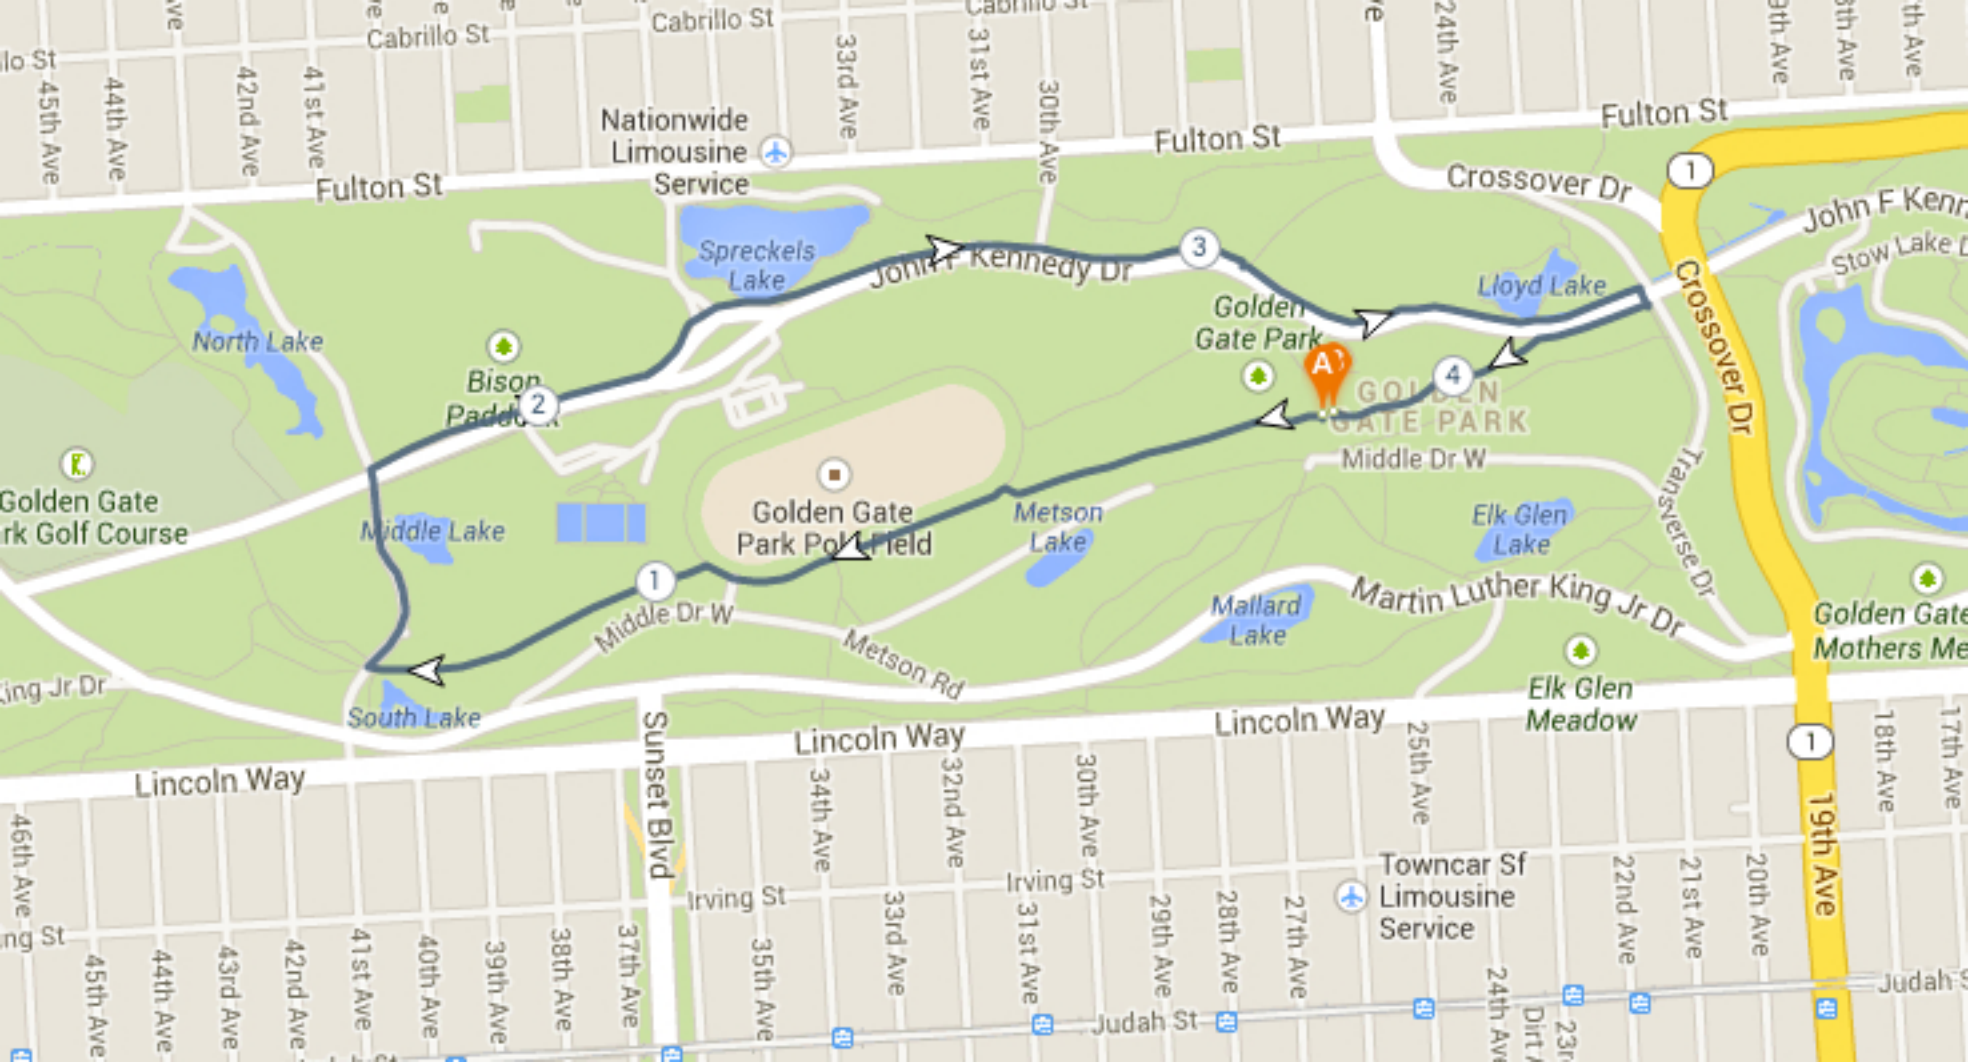 Cabrillo St
Cabrillo St
Cabrillo St
45th Ave
44th Ave
42nd Ave
41st Ave
33rd Ave
31st Ave
30th Ave
24th Ave
Nationwide
Limousine
Service
Fulton St
Fulton St
Fulton St
Crossover Dr
1
John F Kenn
Stow Lake D
Spreckels
Lake
John F Kennedy Dr
3
Lloyd Lake
Golden
Gate Park
North Lake
Bison
Paddock
2
A
4
GOLDEN
GATE PARK
Crossover Dr
Middle Dr W
Transverse Dr
Golden Gate
rk Golf Course
Middle Lake
Golden Gate
Park Polo Field
Metson
Lake
Elk Glen
Lake
1
Middle Dr W
Metson Rd
Mallard
Lake
Martin Luther King Jr Dr
Golden Gate
Mothers Me
King Jr Dr
South Lake
Elk Glen
Meadow
Lincoln Way
Lincoln Way
Lincoln Way
Sunset Blvd
1
19th Ave
46th Ave
34th Ave
32nd Ave
30th Ave
25th Ave
18th Ave
17th Ave
Irving St
Irving St
ng St
Towncar Sf
Limousine
Service
45th Ave
44th Ave
43rd Ave
42nd Ave
41st Ave
40th Ave
39th Ave
38th Ave
37th Ave
35th Ave
33rd Ave
31st Ave
29th Ave
28th Ave
27th Ave
24th Ave
22nd Ave
21st Ave
20th Ave
Judah St
Judah S